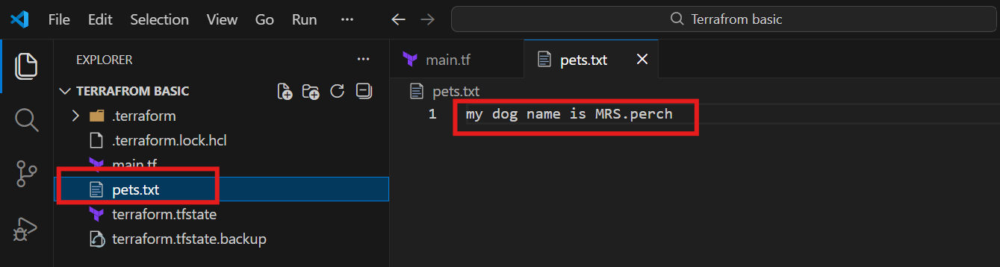 File Edit Selection View Go Run ···
Terrafrom basic
EXPLORER ···
TERRAFROM BASIC
.terraform
.terraform.lock.hcl
main.tf
pets.txt
terraform.tfstate
terraform.tfstate.backup
main.tf pets.txt
pets.txt
1 my dog name is MRS.perch